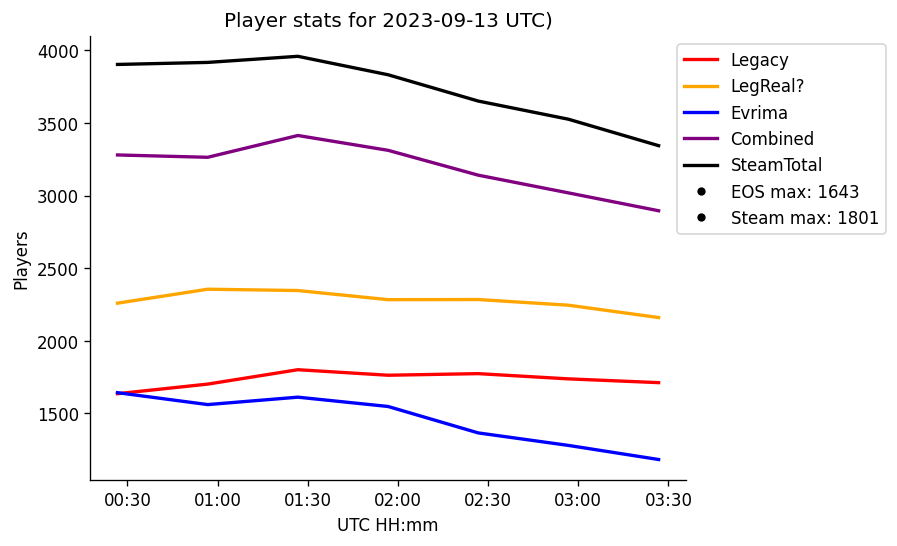 Player stats for 2023-09-13 UTC)
4000
3500
3000
2500
2000
1500
Players
00:30 01:00 01:30 02:00 02:30 03:00 03:30
UTC HH:mm
Legacy
LegReal?
Evrima
Combined
SteamTotal
EOS max: 1643
Steam max: 1801